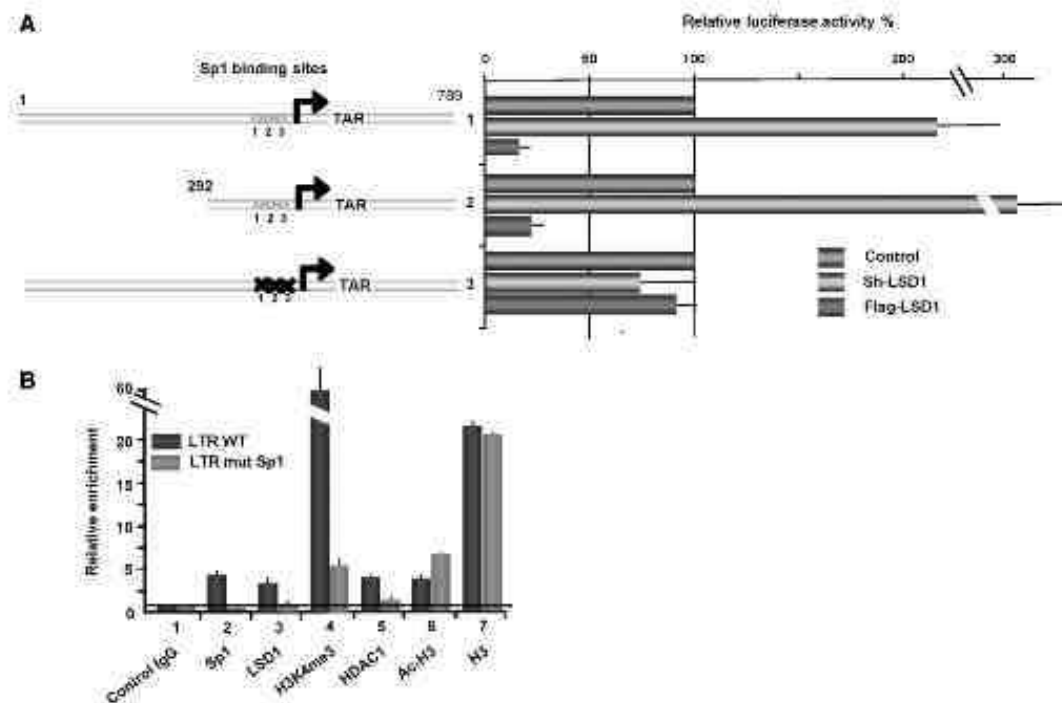 A
Relative luciferase activity %
0 50 100 200 300
Sp1 binding sites
1
789
TAR
1 2 3
1
292
TAR
1 2 3
2
TAR
1 2 3
3
Control
Sh-LSD1
Flag-LSD1
B
60
20
15
10
5
0
Relative enrichment
LTR WT
LTR mut Sp1
1 2 3 4 5 6 7
Control IgG
Sp1
LSD1
H3K4me3
HDAC1
Ac-H3
H3